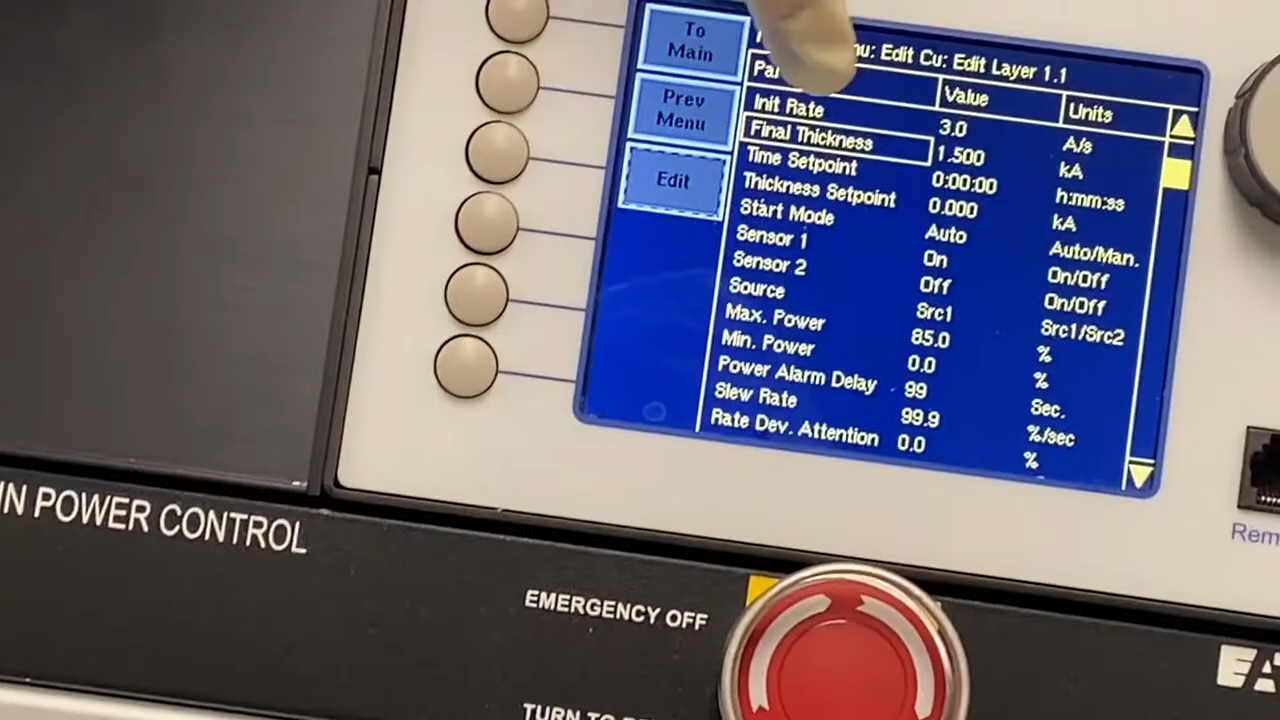 To
Main
Prev
Menu
Edit
Edit Cu: Edit Layer 1.1
Value Units
Init Rate 3.0 A/s
Final Thickness 1.500 kA
Time Setpoint 0:00:00 h:mm:ss
Thickness Setpoint 0.000 kA
Start Mode Auto Auto/Man.
Sensor 1 On On/Off
Sensor 2 Off On/Off
Source Src1 Src1/Src2
Max. Power 85.0 %
Min. Power 0.0 %
Power Alarm Delay 99 Sec.
Slew Rate 99.9 %/sec
Rate Dev. Attention 0.0 %
Rem
IN POWER CONTROL
EMERGENCY OFF
TURN TO